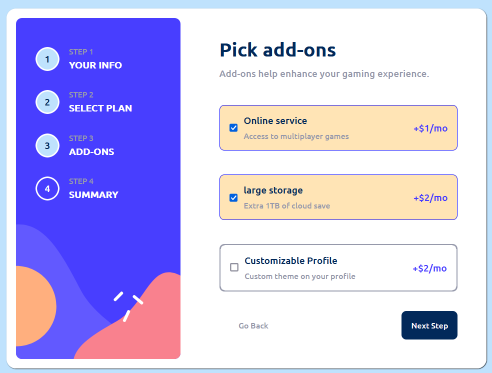 1
STEP 1
YOUR INFO
2
STEP 2
SELECT PLAN
3
STEP 3
ADD-ONS
4
STEP 4
SUMMARY
Pick add-ons
Add-ons help enhance your gaming experience.
Online service
Access to multiplayer games
+$1/mo
large storage
Extra 1TB of cloud save
+$2/mo
Customizable Profile
Custom theme on your profile
+$2/mo
Go Back
Next Step